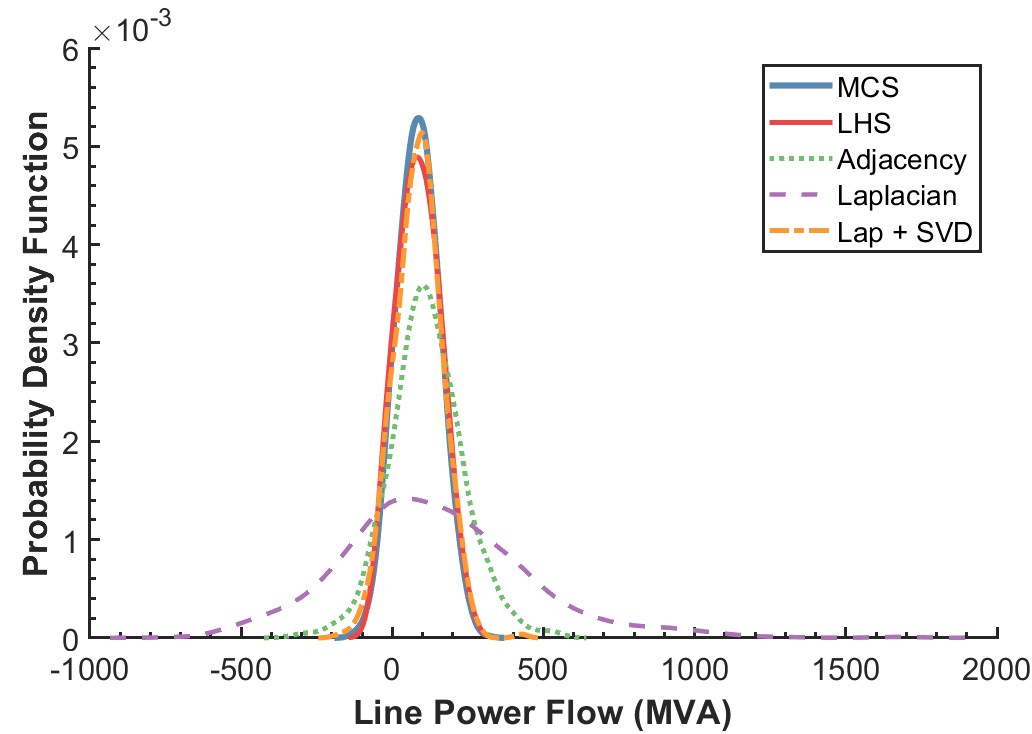 ×10-3
6
5
4
3
2
1
0
Probability Density Function
-1000
-500
0
500
1000
1500
2000
Line Power Flow (MVA)
MCS
LHS
Adjacency
Laplacian
Lap + SVD